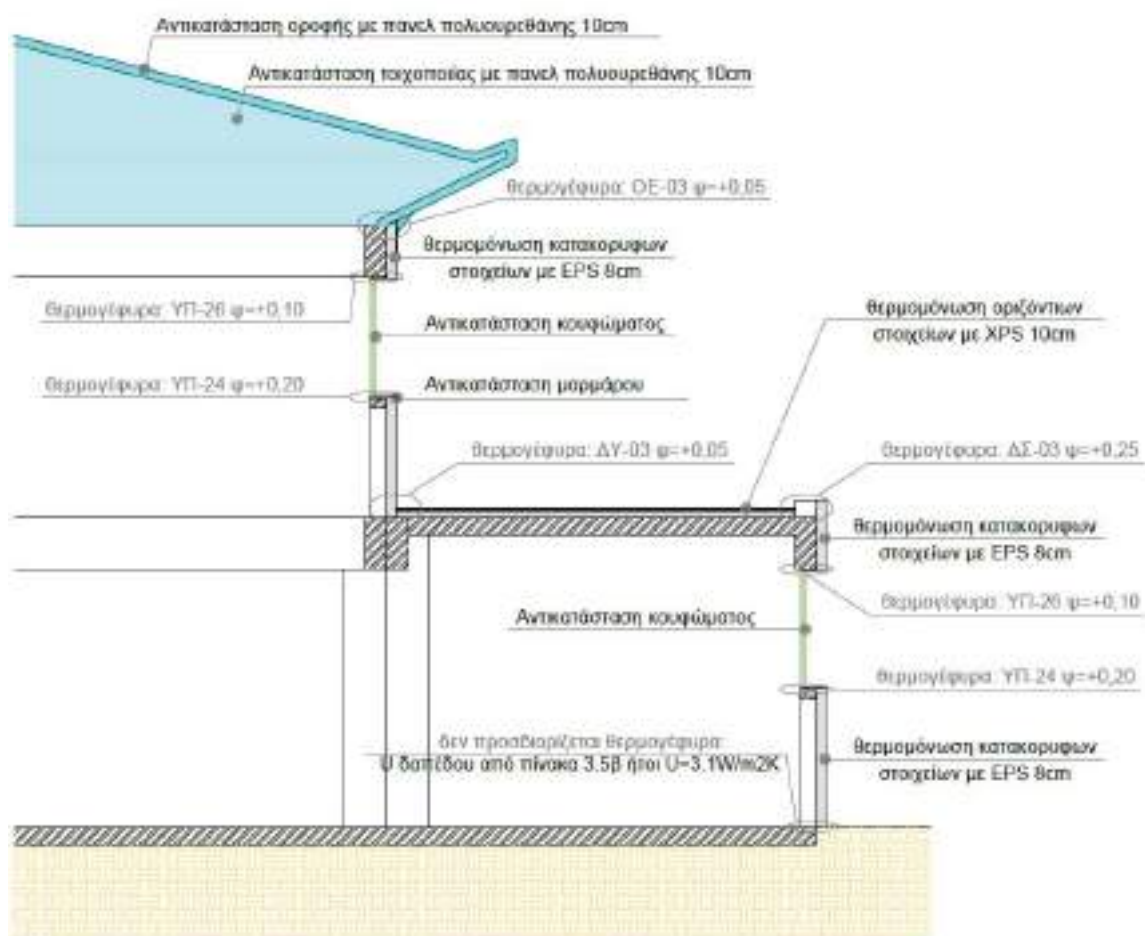 Αντικατάσταση οροφής με πανελ πολυουρεθάνης 10cm
Αντικατάσταση τοιχοποιίας με πανελ πολυουρεθάνης 10cm
θερμογέφυρα: ΟΕ-03 ψ=+0,05
θερμομόνωση κατακορυφων
στοιχείων με EPS 8cm
θερμογέφυρα: ΥΠ-26 ψ=+0,10
θερμομόνωση οριζόντιων
στοιχείων με XPS 10cm
Αντικατάσταση κουφώματος
θερμογέφυρα: ΥΠ-24 ψ=+0,20
Αντικατάσταση μαρμάρου
θερμογέφυρα: ΔΥ-03 ψ=+0,05
θερμογέφυρα: ΔΣ-03 ψ=+0,25
θερμομόνωση κατακορυφων
στοιχείων με EPS 8cm
θερμογέφυρα: ΥΠ-26 ψ=+0,10
Αντικατάσταση κουφώματος
θερμογέφυρα: ΥΠ-24 ψ=+0,20
δεν προσδιορίζεται θερμογέφυρα:
U δαπέδου από πίνακα 3.5β ήτοι U=3.1W/m2K
θερμομόνωση κατακορυφων
στοιχείων με EPS 8cm